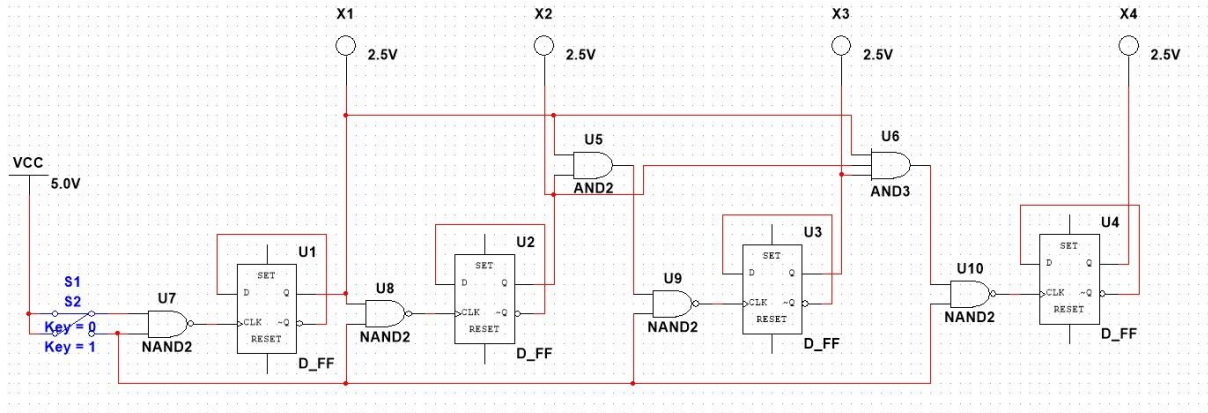 X1
X2
X3
X4
2.5V
2.5V
2.5V
2.5V
U5
U6
VCC
5.0V
AND2
AND3
U1
U2
U3
U4
SET
SET
SET
SET
S1
S2
U7
U8
U9
U10
D
Q
D
Q
D
Q
D
Q
Key = 0
Key = 1
CLK
~Q
CLK
~Q
CLK
~Q
CLK
~Q
RESET
RESET
RESET
RESET
NAND2
NAND2
NAND2
NAND2
D_FF
D_FF
D_FF
D_FF